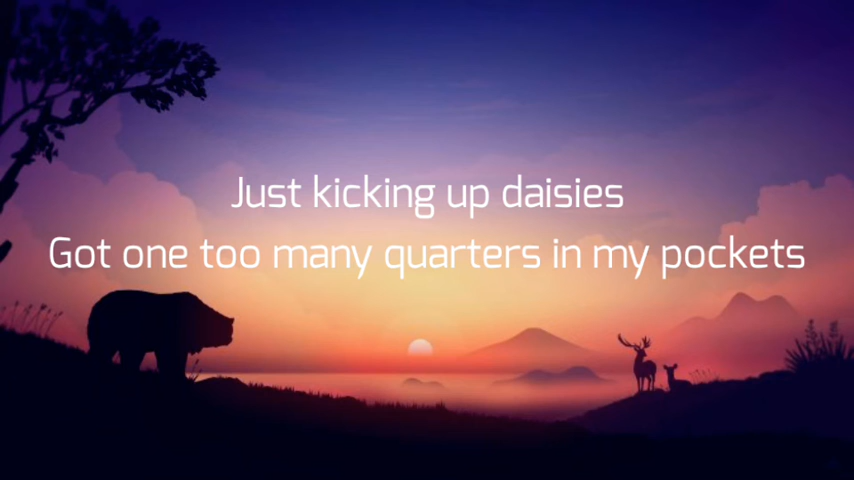 Just kicking up daisies
Got one too many quarters in my pockets